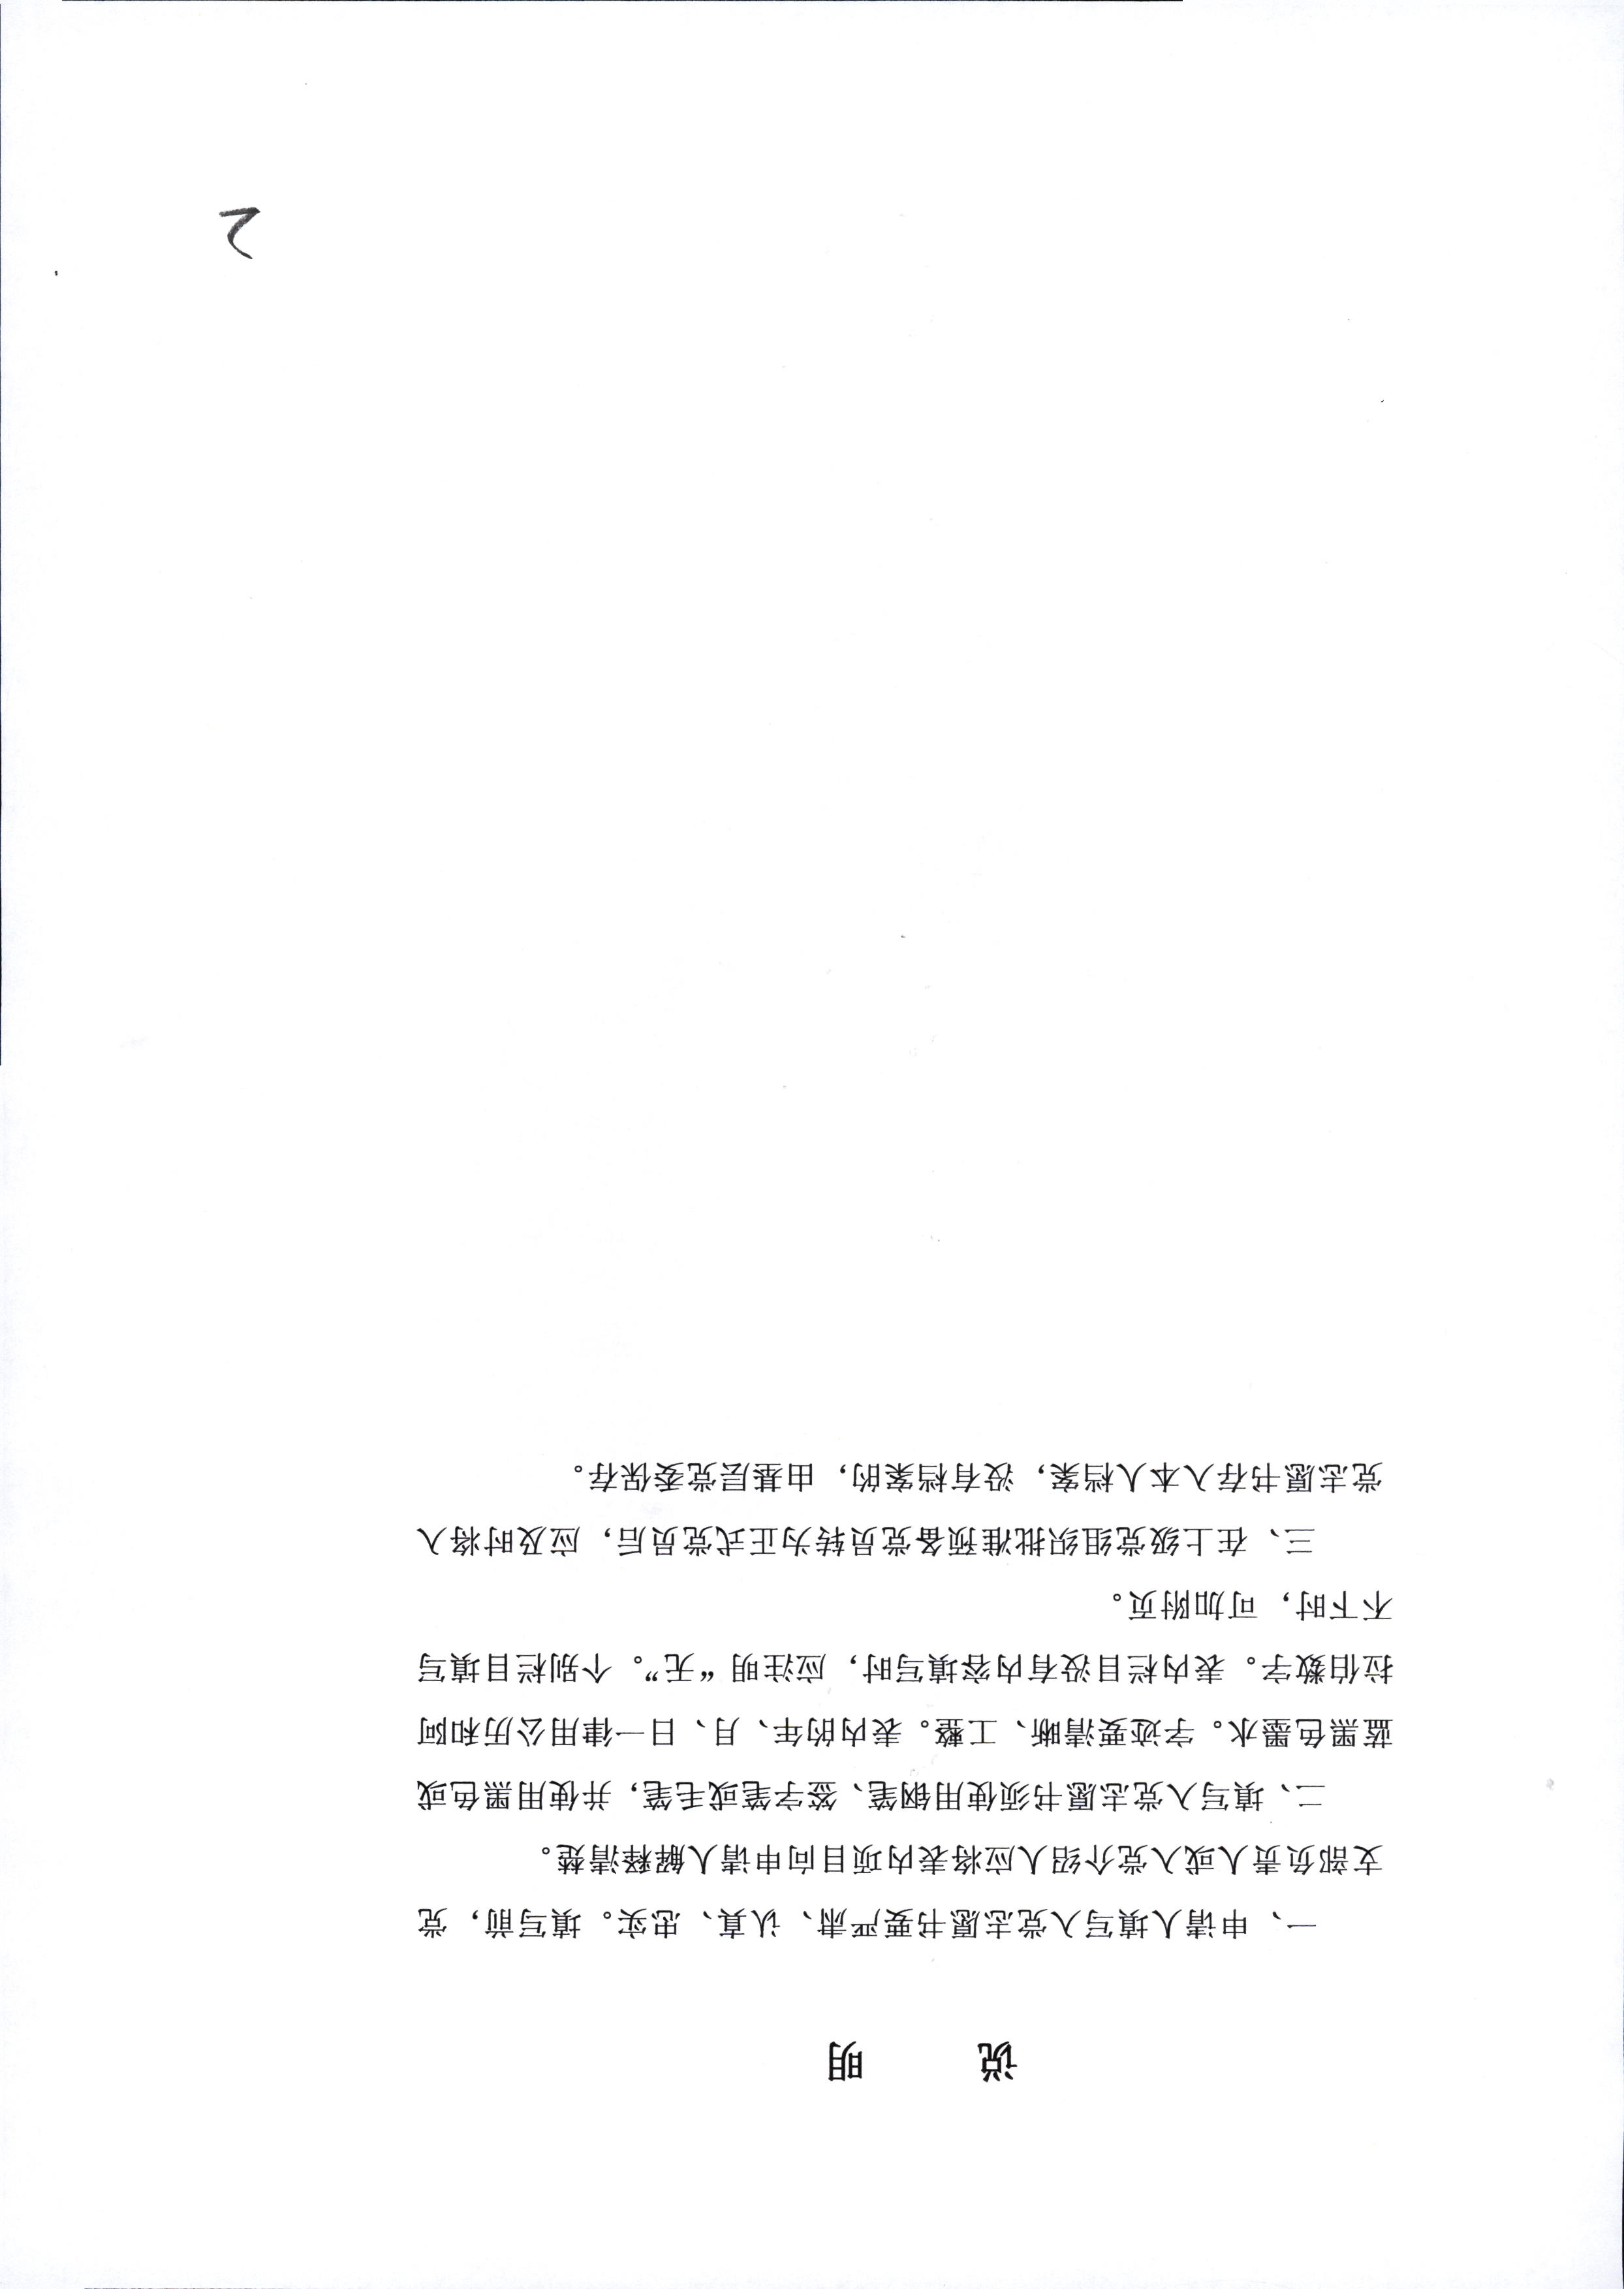 说 明
一、申请人填写入党志愿书要严肃、认真、忠实。填写前，党
支部负责人或入党介绍人应将表内项目向申请人解释清楚。
二、填写入党志愿书须使用钢笔、签字笔或毛笔，并使用黑色或
蓝黑色墨水。字迹要清晰、工整。表内的年、月、日一律用公历和阿
拉伯数字。表内栏目没有内容填写时，应注明“无”。个别栏目填写
不下时，可加附页。
三、在上级党组织批准预备党员转为正式党员后，应及时将入
党志愿书存入本人档案，没有档案的，由基层党委保存。
2